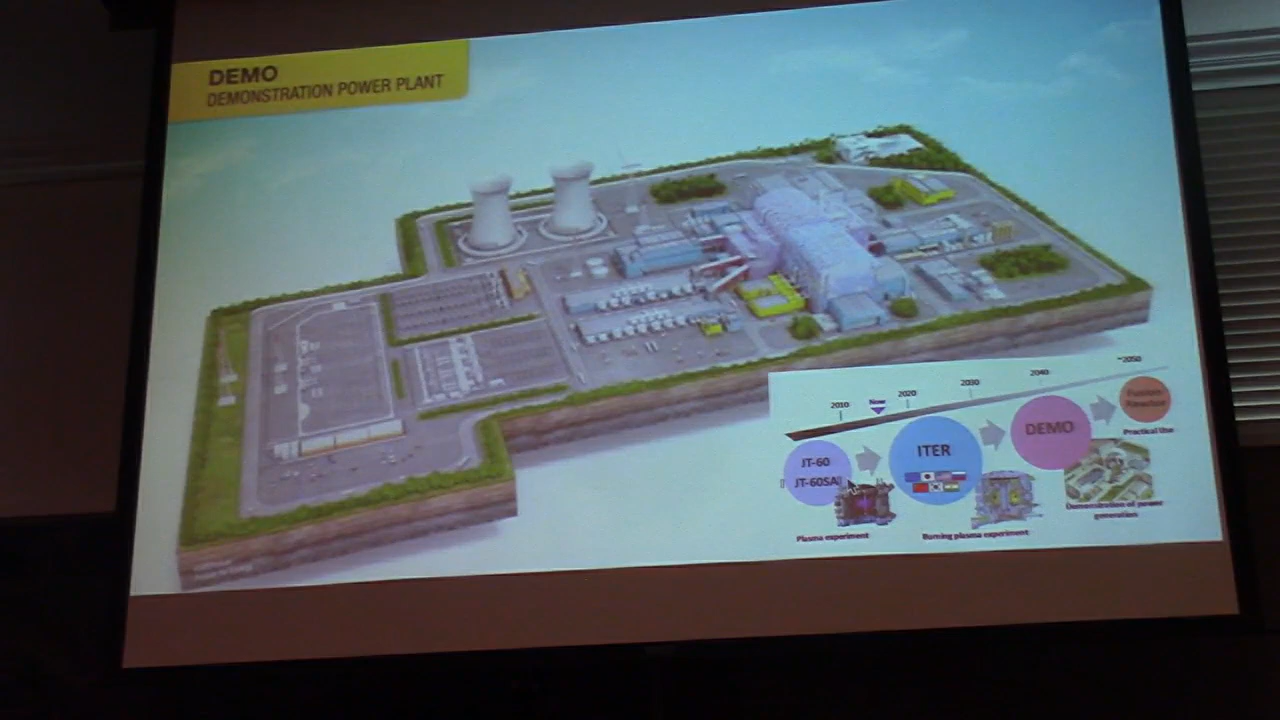 DEMO
DEMONSTRATION POWER PLANT
2010
Now
2020
2030
2040
~2050
JT-60
JT-60SA
ITER
DEMO
Fusion
Reactor
Practical Use
Plasma experiment
Burning plasma experiment
Demonstration of power
generation